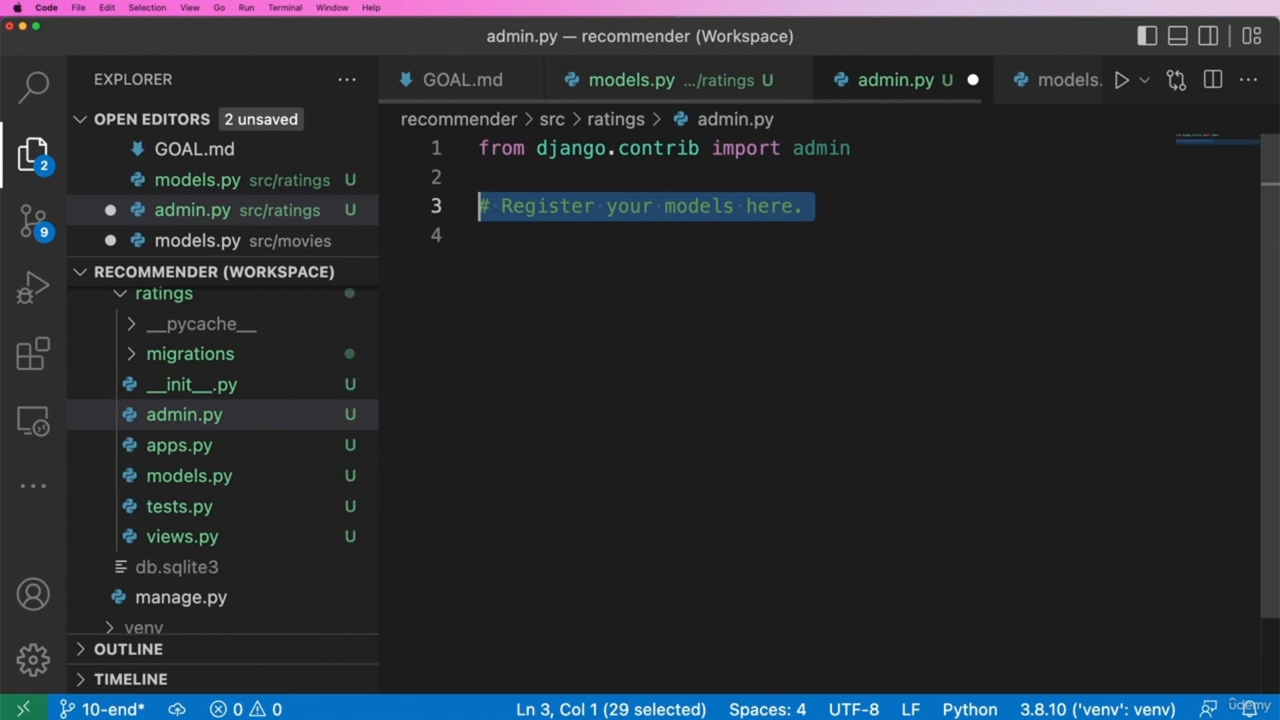 Code File Edit Selection View Go Run Terminal Window Help
admin.py — recommender (Workspace)
EXPLORER
OPEN EDITORS 2 unsaved
GOAL.md
models.py src/ratings U
admin.py src/ratings U
models.py src/movies
RECOMMENDER (WORKSPACE)
ratings
__pycache__
migrations
__init__.py U
admin.py U
apps.py U
models.py U
tests.py U
views.py U
db.sqlite3
manage.py
venv
OUTLINE
TIMELINE
2
9
GOAL.md models.py .../ratings U admin.py U models.
recommender > src > ratings > admin.py
1 from django.contrib import admin
2
3 # Register your models here.
4
10-end* 0 0 Ln 3, Col 1 (29 selected) Spaces: 4 UTF-8 LF Python 3.8.10 ('venv': venv)
ûdemy